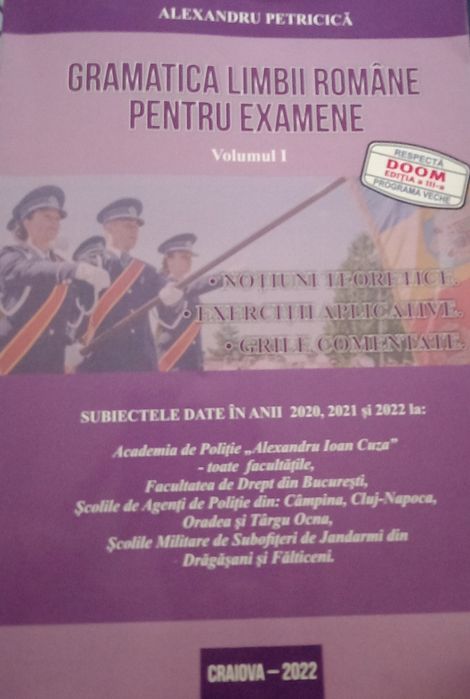 ALEXANDRU PETRICICĂ
GRAMATICA LIMBII ROMÂNE
PENTRU EXAMENE
Volumul I
RESPECTĂ
DOOM
EDIȚIA a III-a
PROGRAMA VECHE
• NOȚIUNI TEORETICE.
• EXERCIȚII APLICATIVE.
• GRILE COMENTATE.
SUBIECTELE DATE ÎN ANII 2020, 2021 și 2022 la:
Academia de Poliție „Alexandru Ioan Cuza”
- toate facultățile,
Facultatea de Drept din București,
Școlile de Agenți de Poliție din: Câmpina, Cluj-Napoca,
Oradea și Târgu Ocna,
Școlile Militare de Subofițeri de Jandarmi din
Drăgășani și Fălticeni.
CRAIOVA – 2022